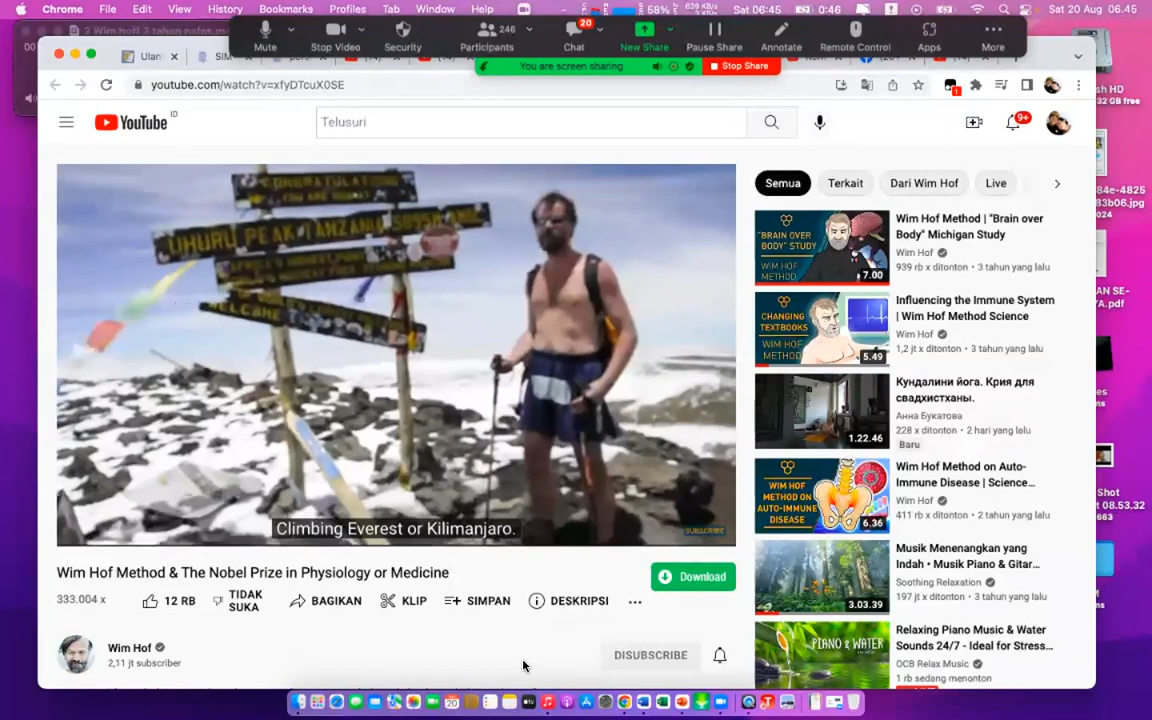 Chrome File Edit View History Bookmarks Profiles Tab Window Help
58% Sat 06:45 0:46 Sat 20 Aug 06.45
Mute Stop Video Security Participants 246 Chat 20 New Share Pause Share Annotate Remote Control Apps More
You are screen sharing Stop Share
youtube.com/watch?v=xfyDTcuX0SE
YouTube ID
Telusuri
9+
UHURU PEAK TANZANIA
Climbing Everest or Kilimanjaro.
SUBSCRIBE
Wim Hof Method & The Nobel Prize in Physiology or Medicine
Download
333.004 x
12 RB
TIDAK SUKA
BAGIKAN
KLIP
SIMPAN
DESKRIPSI
Wim Hof
2,11 jt subscriber
DISUBSCRIBE
Semua Terkait Dari Wim Hof Live
"BRAIN OVER
BODY" STUDY
WIM HOF
METHOD
7.00
Wim Hof Method | "Brain over
Body" Michigan Study
Wim Hof
939 rb x ditonton • 3 tahun yang lalu
CHANGING
TEXTBOOKS
WIM HOF
METHOD
5.49
Influencing the Immune System
| Wim Hof Method Science
Wim Hof
1,2 jt x ditonton • 3 tahun yang lalu
1.22.46
Кундалини йога. Крия для
свадхистханы.
Анна Букатова
228 x ditonton • 2 hari yang lalu
Baru
WIM HOF
METHOD ON
AUTO-IMMUNE
DISEASE
6.36
Wim Hof Method on Auto-
Immune Disease | Science...
Wim Hof
411 rb x ditonton • 2 tahun yang lalu
3.03.39
Musik Menenangkan yang
Indah • Musik Piano & Gitar...
Soothing Relaxation
197 jt x ditonton • 3 tahun yang lalu
PIANO & WATER
Relaxing Piano Music & Water
Sounds 24/7 - Ideal for Stress...
OCB Relax Music
1 rb sedang menonton